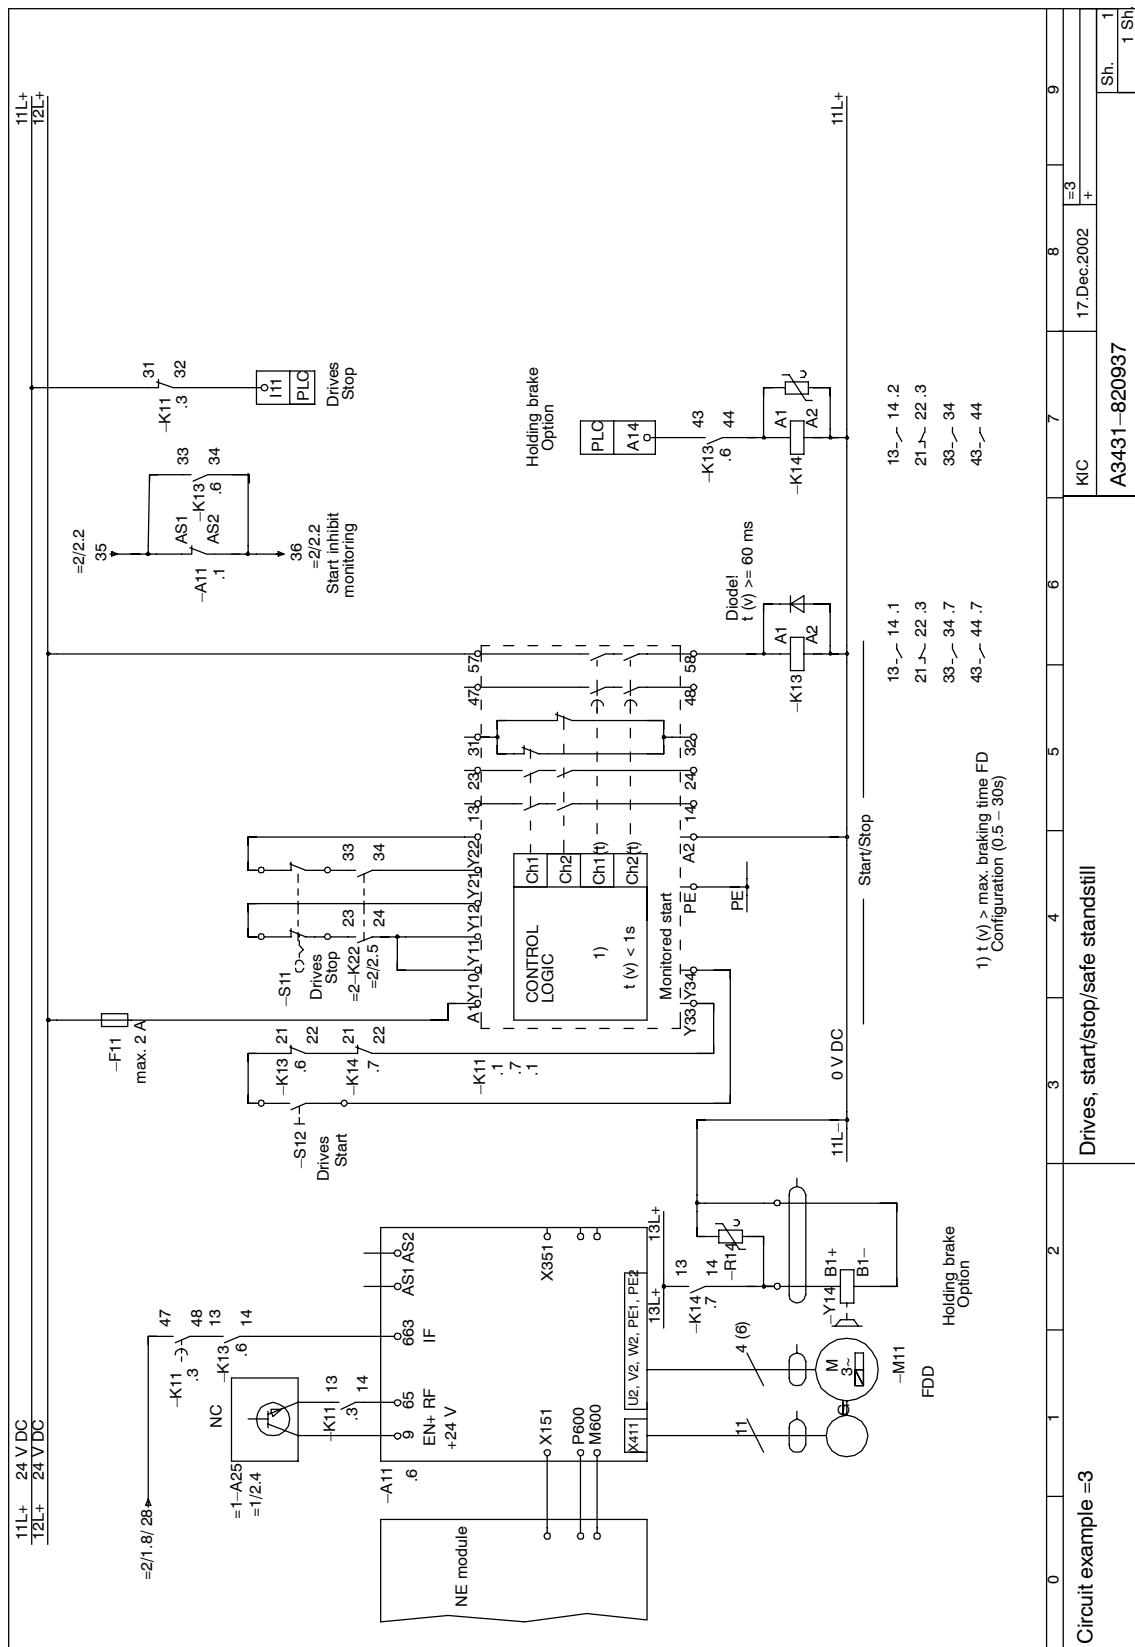 11L+ 24 V DC
12L+ 24 V DC
11L+
12L+
=2/1.8/ 28
–K11
.3
47
48
–K13
.6
13
14
=1–A25
=1/2.4
NC
–K11
.3
13
14
–A11
.6
9
65
663
AS1
AS2
EN+
RF
IF
+24 V
NE module
X151
P600
M600
X351
X411
U2, V2, W2, PE1, PE2
11
4 (6)
M
3~
G
–M11
FDD
13L+
13L+
–K14
.7
13
14
–R14
–Y14
B1+
B1–
Holding brake
Option
–F11
max. 2 A
–S12
Drives
Start
–K13
.6
21
22
–K14
.7
21
22
–K11
.1
.7
.1
–S11
Drives
Stop
=2–K22
=2/2.5
23
24
33
34
A1
Y10
Y11
Y12
Y21
Y22
13
23
31
47
57
CONTROL
LOGIC
1)
t (v) < 1s
Ch1
Ch2
Ch1(t)
Ch2(t)
Monitored start
Y33
Y34
PE
A2
14
24
32
48
58
PE
11L–
0 V DC
Start/Stop
11L+
=2/2.2
35
–A11
.1
AS1
AS2
–K13
.6
33
34
36
=2/2.2
Start inhibit
monitoring
–K11
.3
31
32
I11
PLC
Drives
Stop
Diode!
t (v) >= 60 ms
–K13
A1
A2
Holding brake
Option
PLC
A14
–K13
.6
43
44
–K14
A1
A2
13 14 .1
21 22 .3
33 34 .7
43 44 .7
13 14 .2
21 22 .3
33 34
43 44
1) t (v) > max. braking time FD
Configuration (0.5 – 30s)
0 1 2 3 4 5 6 7 8 9
Circuit example =3
Drives, start/stop/safe standstill
KIC
17.Dec.2002
=3
+
A3431–820937
Sh. 1
1 Sh.